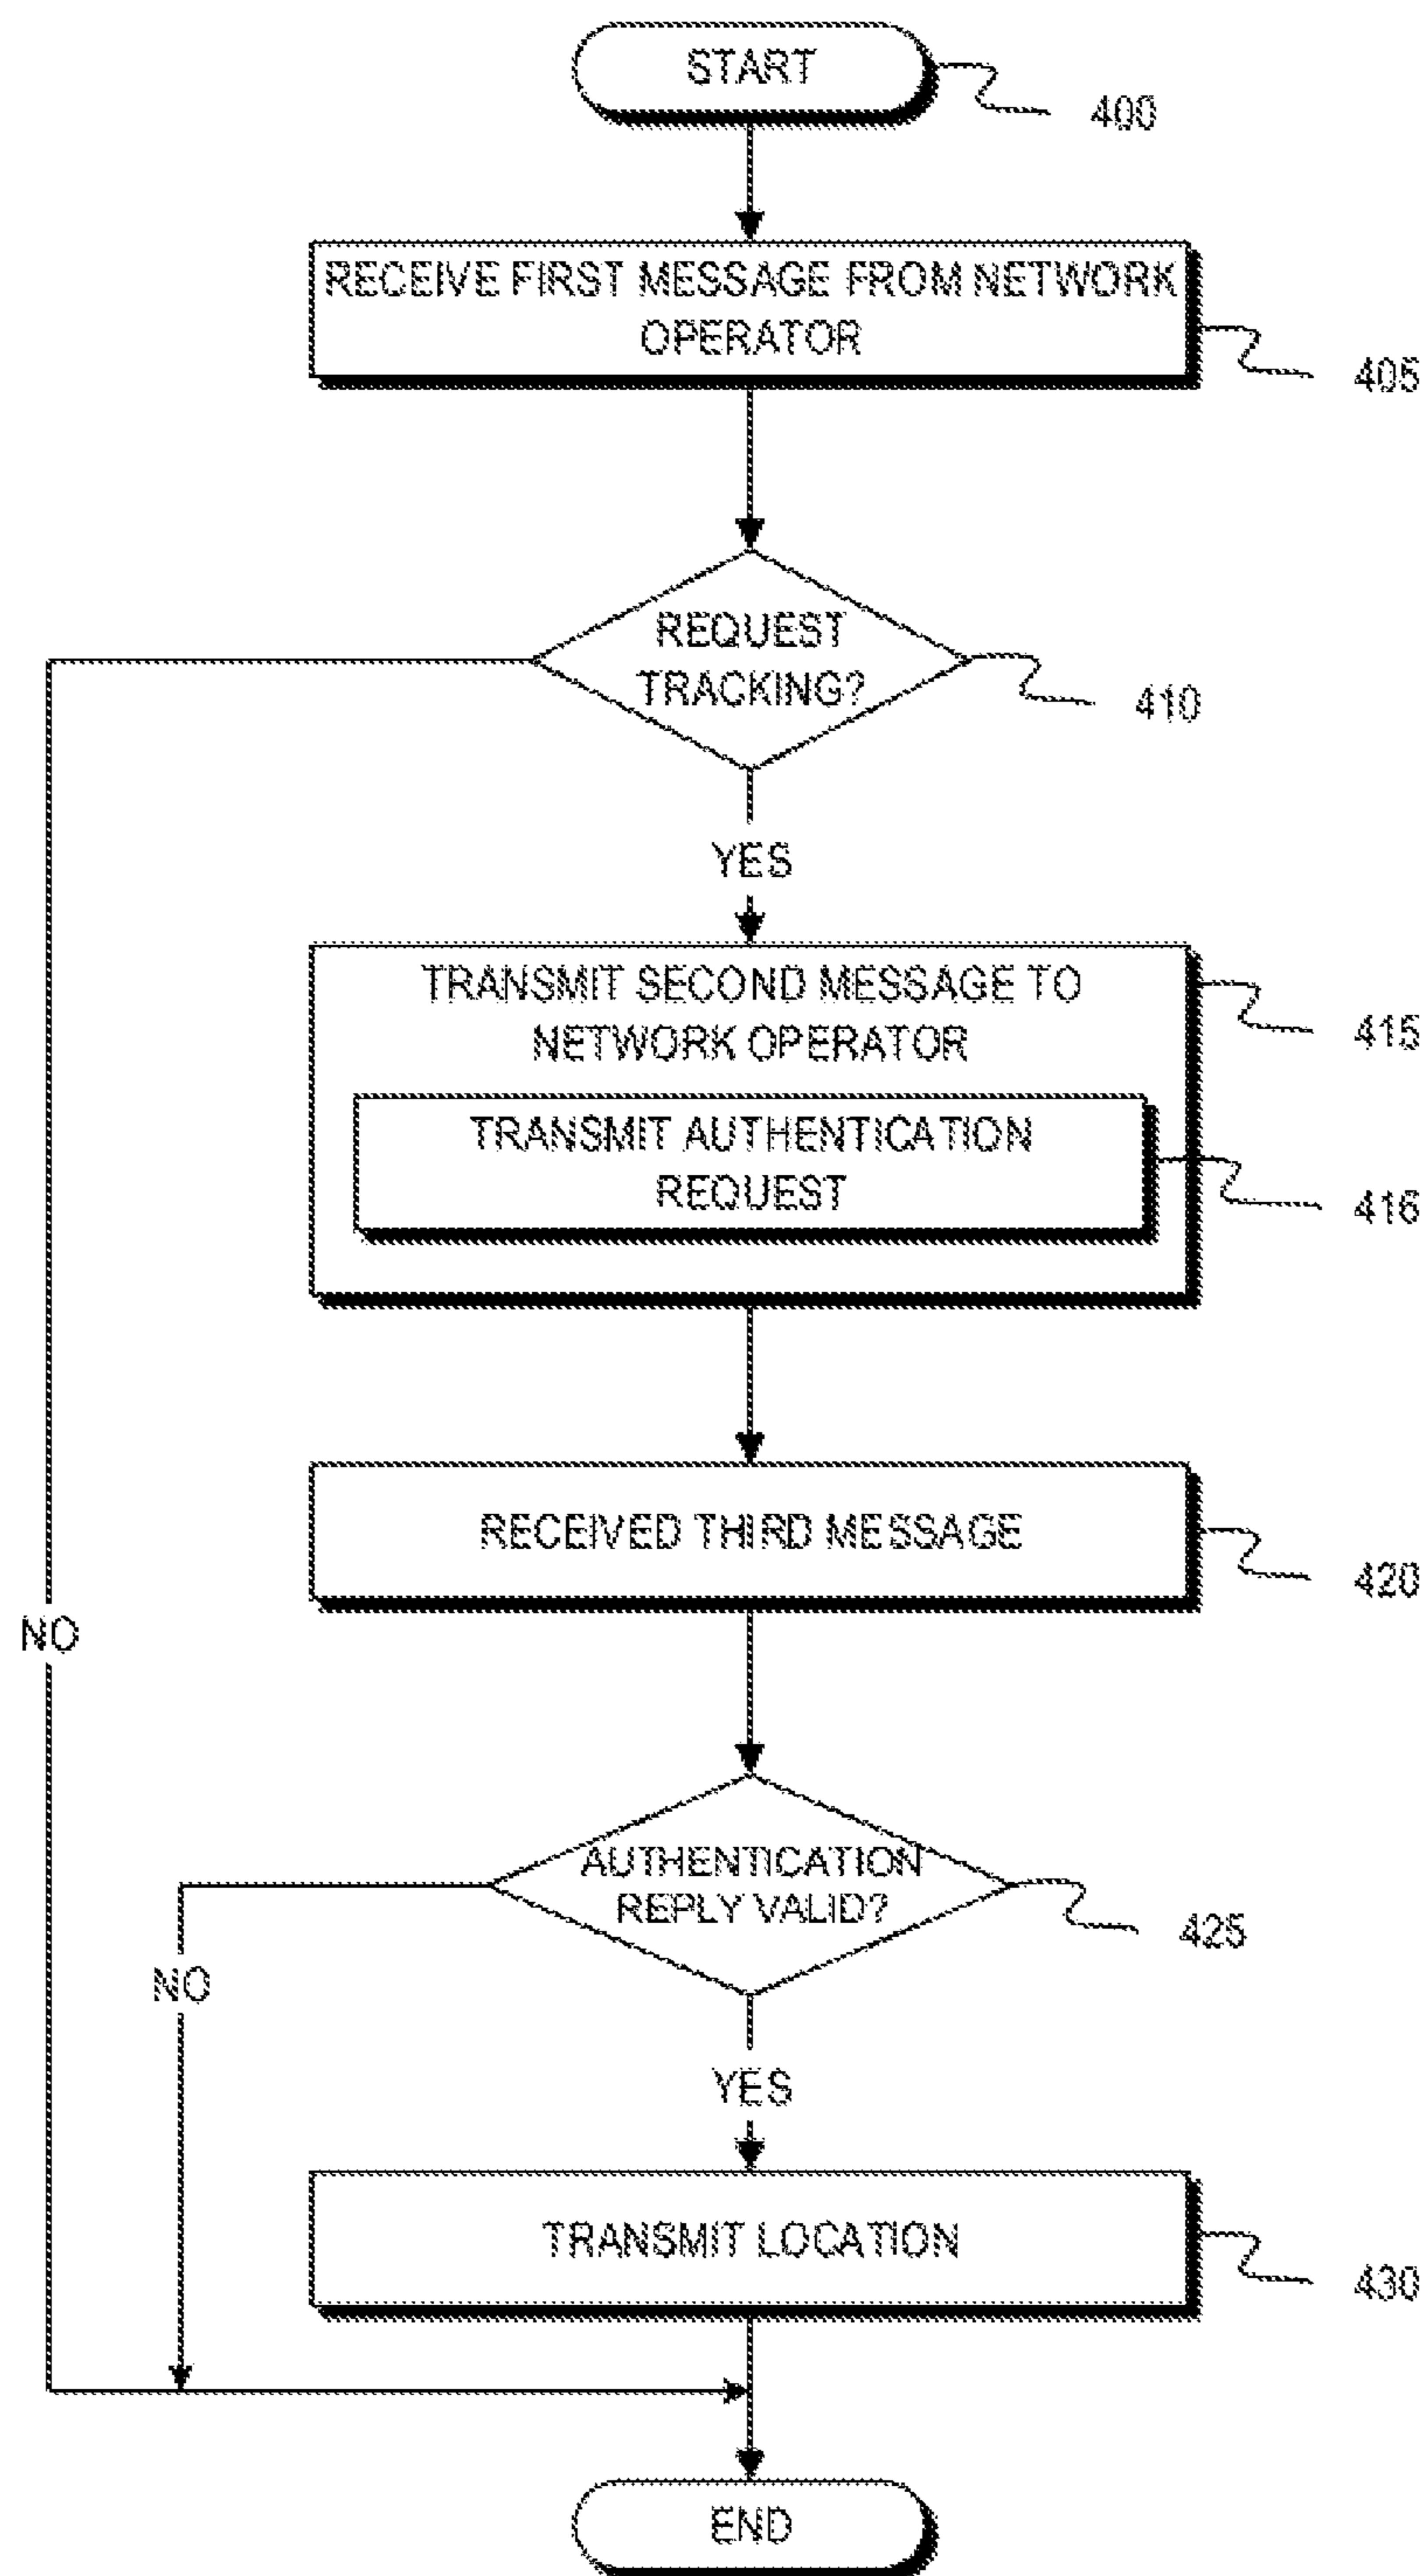 START
400
RECEIVE FIRST MESSAGE FROM NETWORK
OPERATOR
405
REQUEST
TRACKING?
410
YES
TRANSMIT SECOND MESSAGE TO
NETWORK OPERATOR
415
TRANSMIT AUTHENTICATION
REQUEST
416
RECEIVED THIRD MESSAGE
420
NO
AUTHENTICATION
REPLY VALID?
425
NO
YES
TRANSMIT LOCATION
430
END